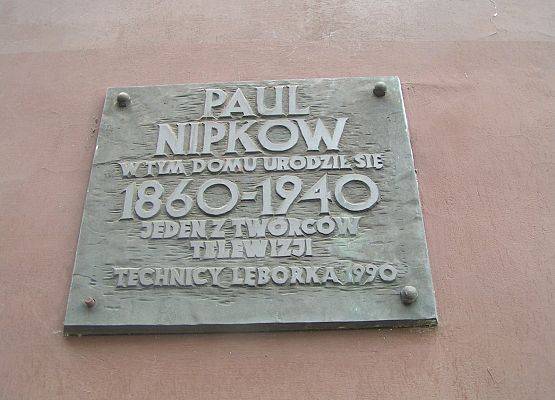 PAUL
NIPKOW
W TYM DOMU URODZIŁ SIĘ
1860-1940
JEDEN Z TWÓRCÓW
TELEWIZJI
TECHNICY LĘBORKA 1990